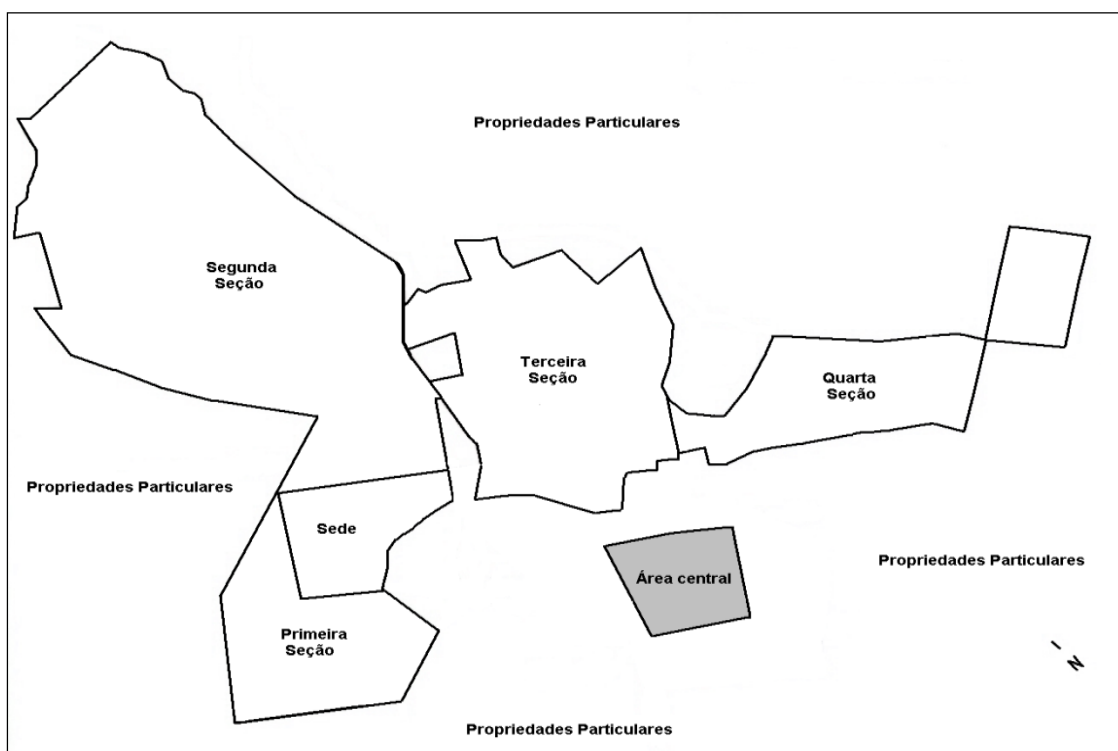 Propriedades Particulares
Segunda
Seção
Terceira
Seção
Quarta
Seção
Propriedades Particulares
Sede
Propriedades Particulares
Área central
Primeira
Seção
N
Propriedades Particulares